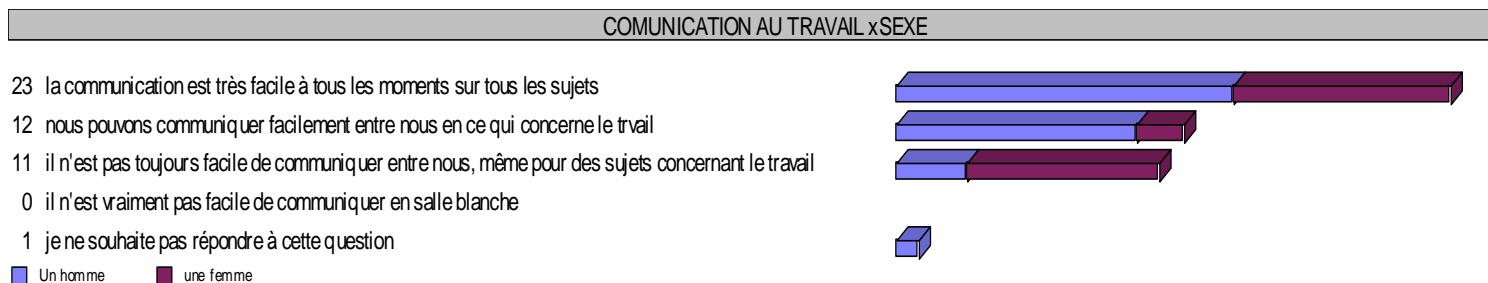 COMUNICATION AU TRAVAIL xSEXE
23 la communication est très facile à tous les moments sur tous les sujets
12 nous pouvons communiquer facilement entre nous en ce qui concerne le trvail
11 il n'est pas toujours facile de communiquer entre nous, même pour des sujets concernant le travail
0 il n'est vraiment pas facile de communiquer en salle blanche
1 je ne souhaite pas répondre à cette question
Un homme une femme